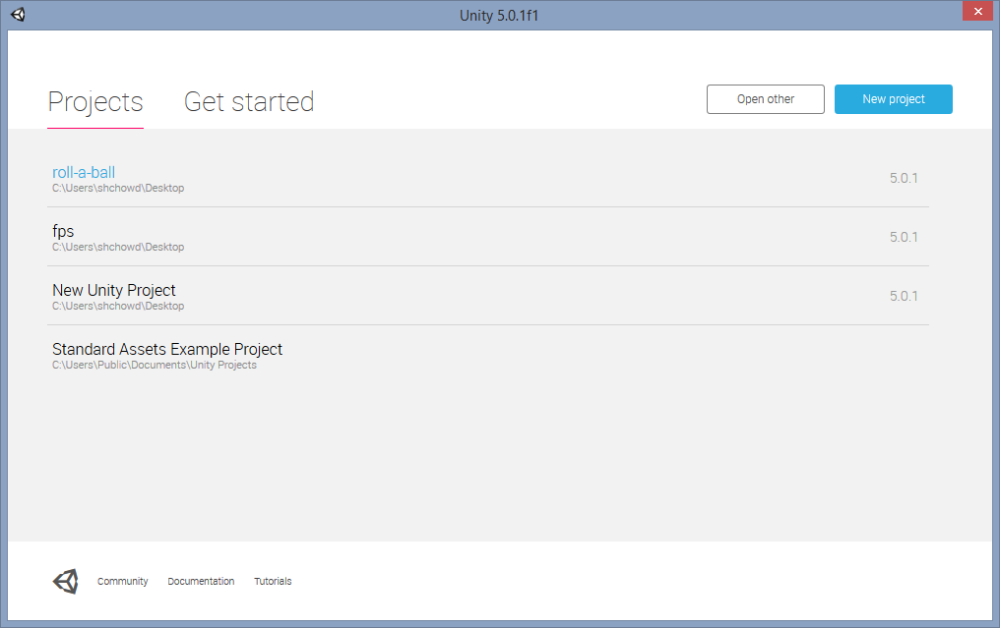 Unity 5.0.1f1
Projects Get started Open other New project
roll-a-ball
C:\Users\shchowd\Desktop 5.0.1
fps
C:\Users\shchowd\Desktop 5.0.1
New Unity Project
C:\Users\shchowd\Desktop 5.0.1
Standard Assets Example Project
C:\Users\Public\Documents\Unity Projects
Community Documentation Tutorials